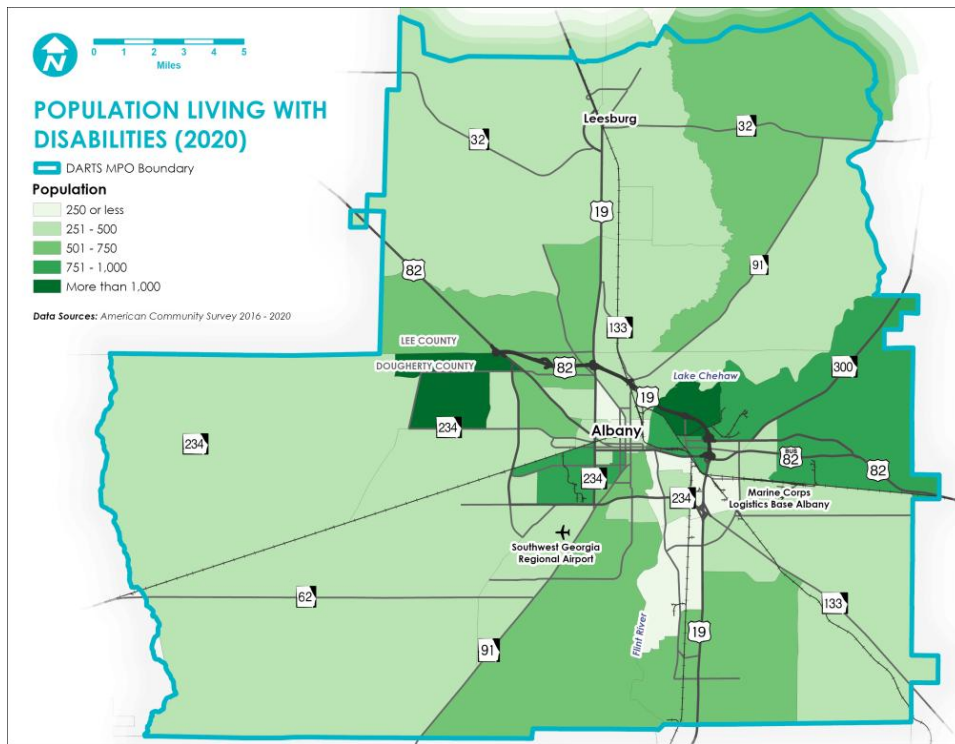 N
0 1 2 3 4 5
Miles
POPULATION LIVING WITH
DISABILITIES (2020)
DARTS MPO Boundary
Population
250 or less
251 - 500
501 - 750
751 - 1,000
More than 1,000
Data Sources: American Community Survey 2016 - 2020
Leesburg
32
32
19
82
91
133
LEE COUNTY
DOUGHERTY COUNTY
82
Lake Chehaw
300
19
234
234
Albany
BUS
82
82
234
234
Marine Corps
Logistics Base Albany
Southwest Georgia
Regional Airport
62
133
Flint River
19
91